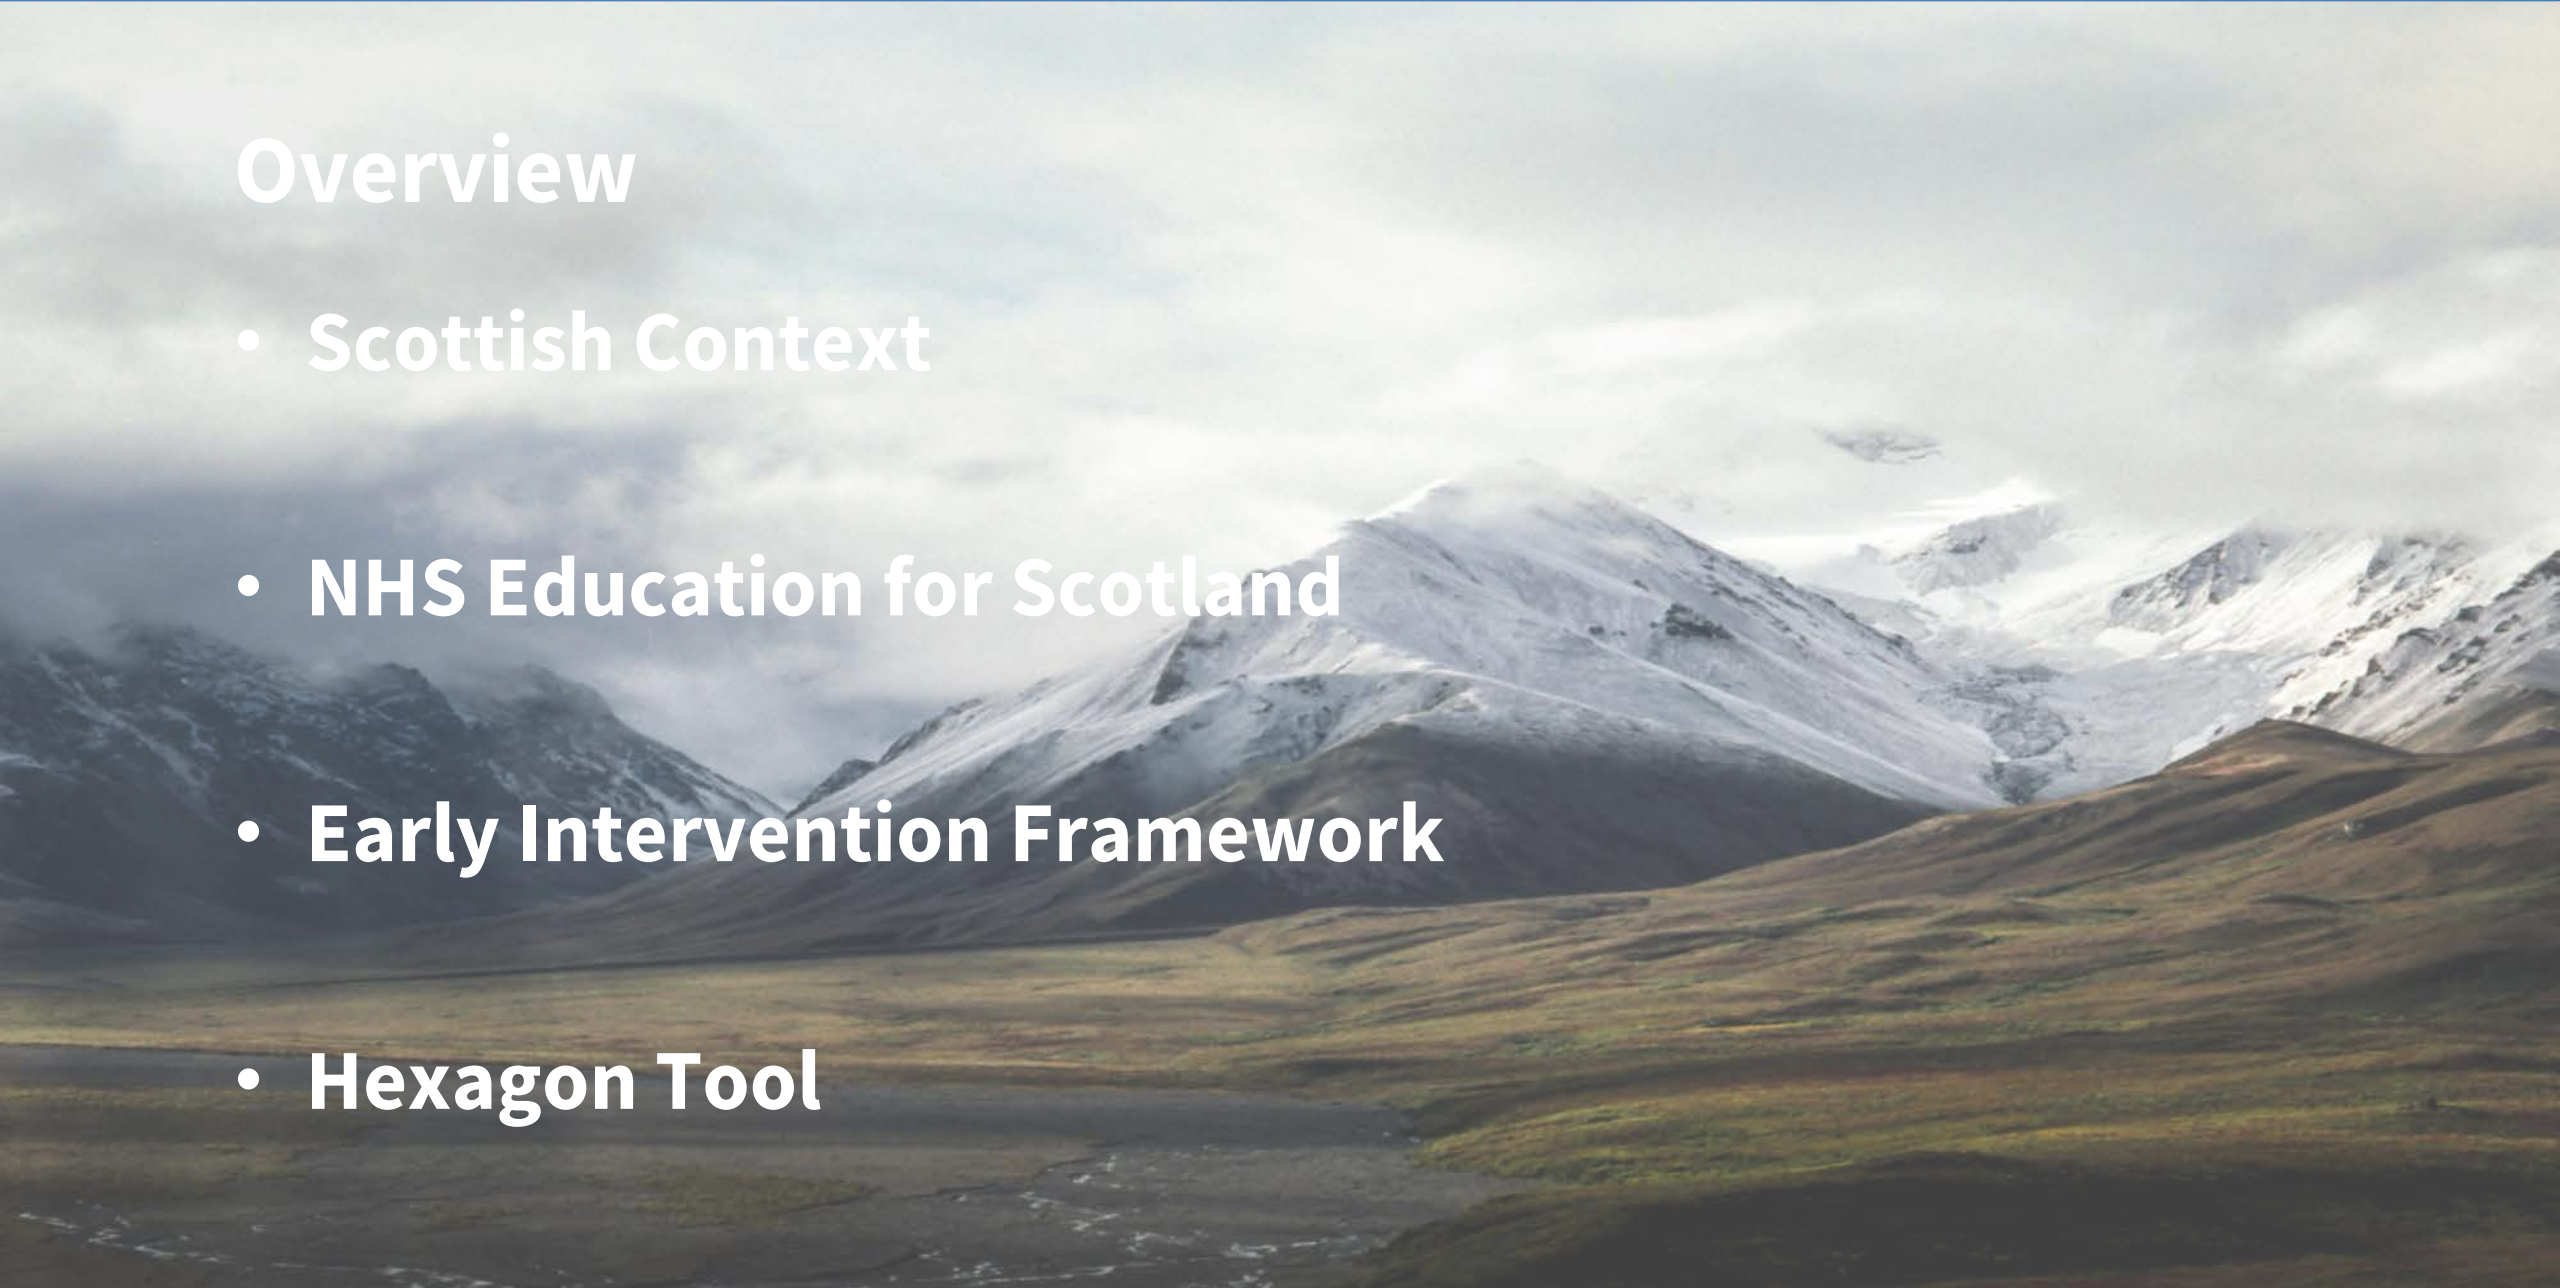 Overview
• Scottish Context
• NHS Education for Scotland
• Early Intervention Framework
• Hexagon Tool